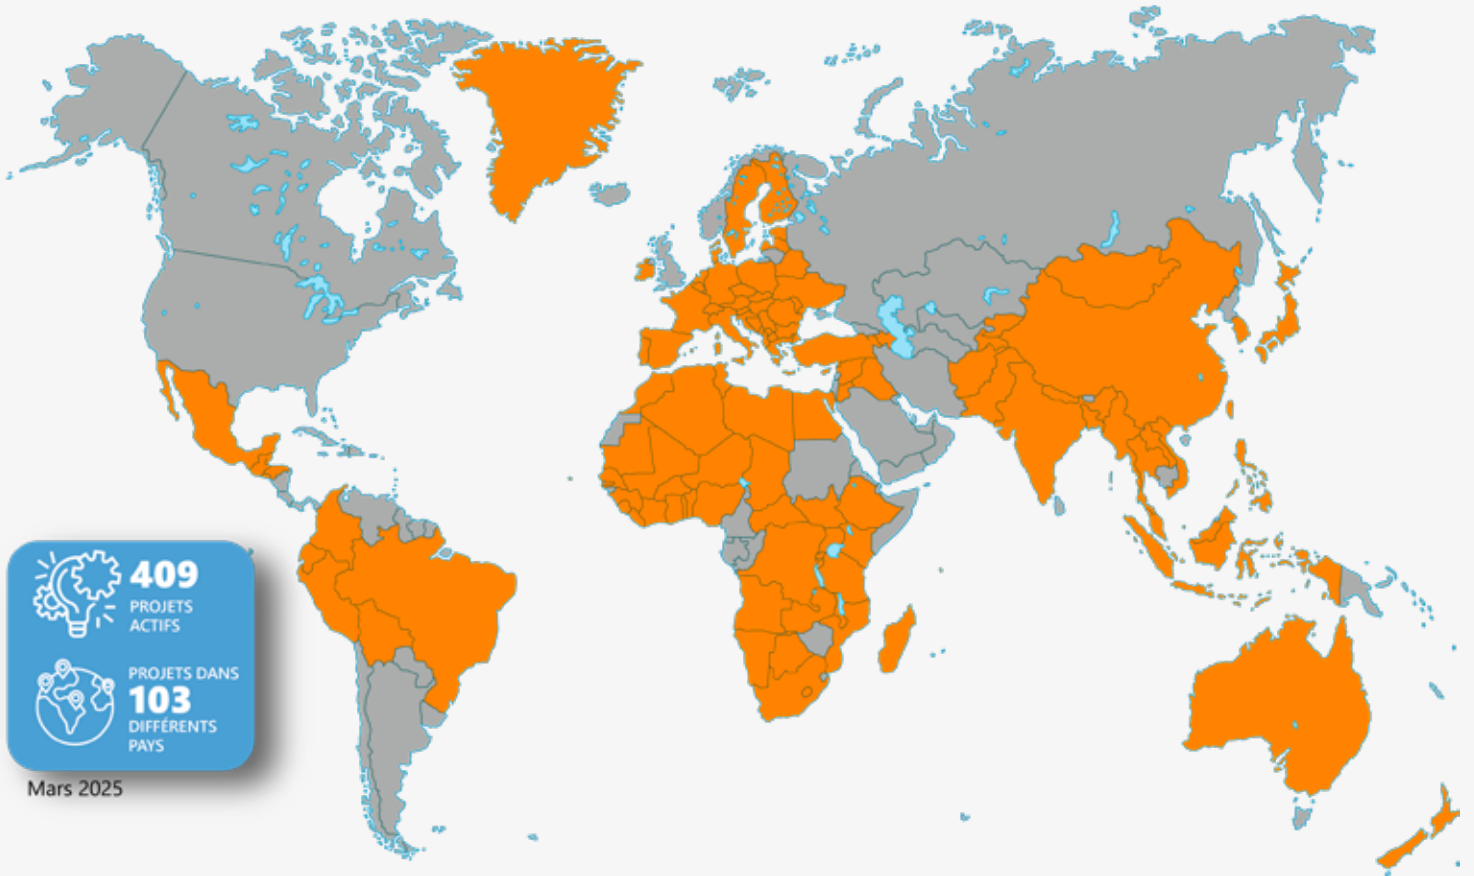 409
PROJETS
ACTIFS
PROJETS DANS
103
DIFFÉRENTS
PAYS
Mars 2025